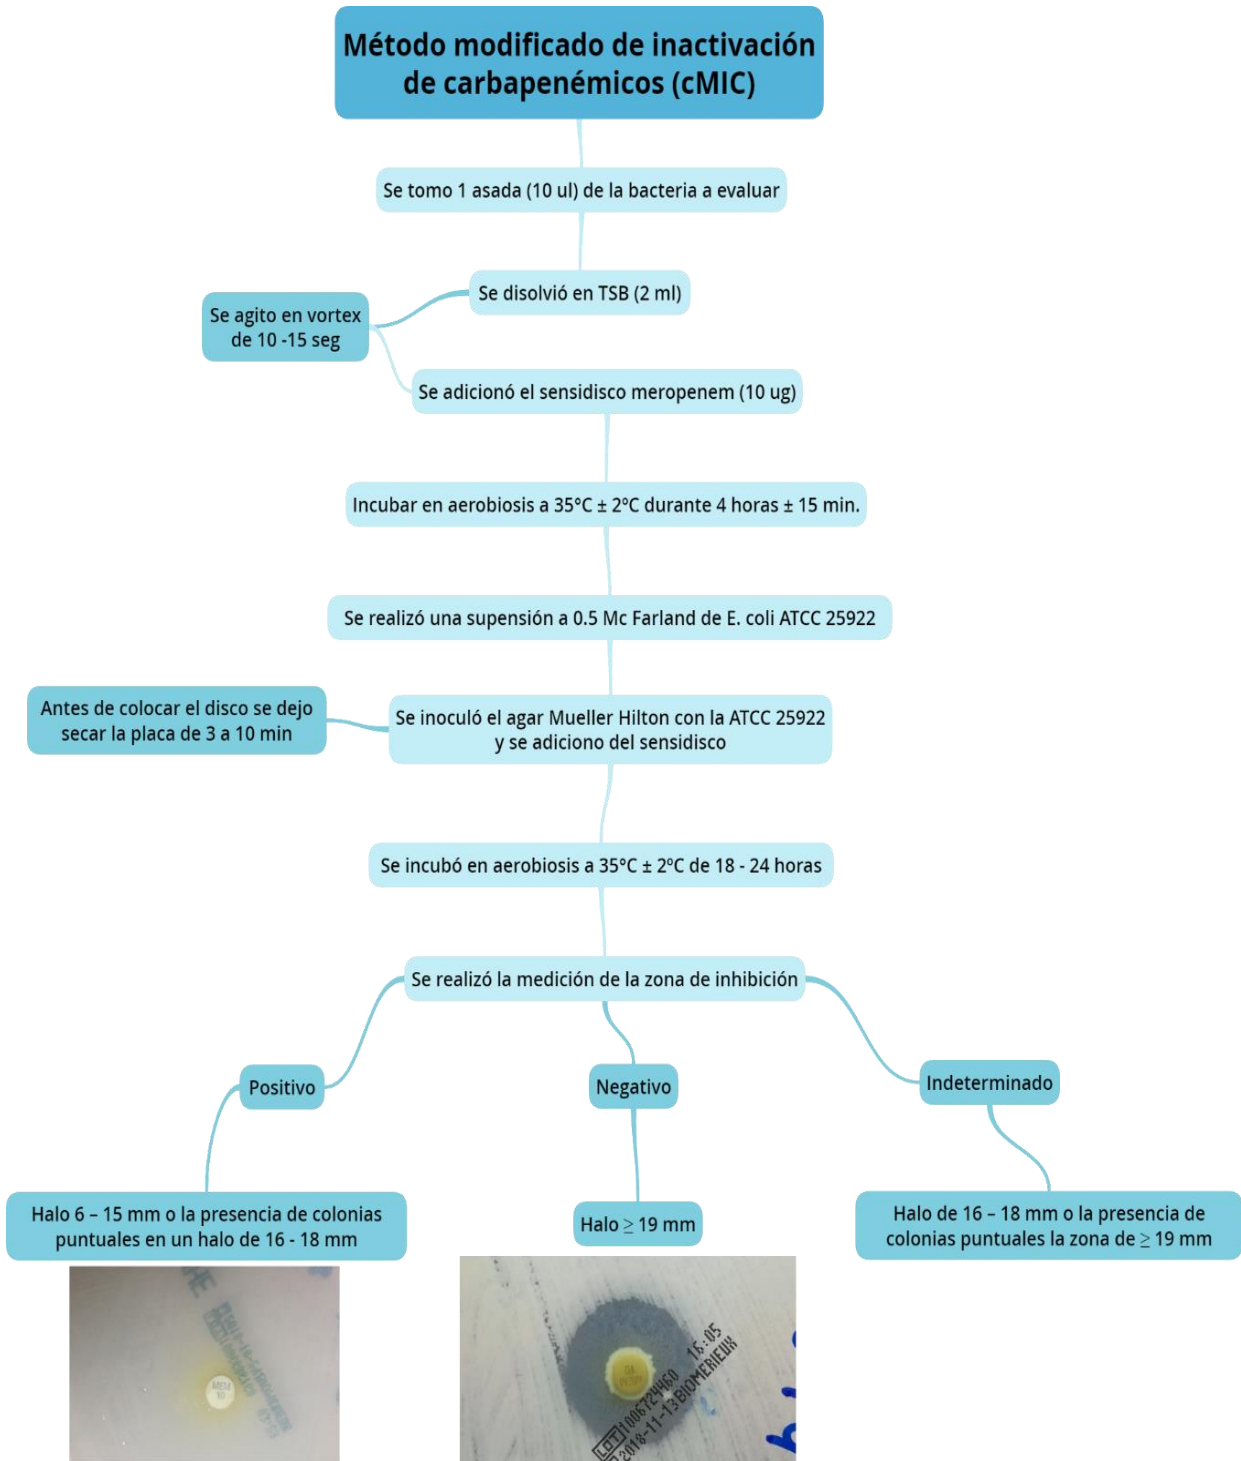 Método modificado de inactivación
de carbapenémicos (cMIC)
Se tomo 1 asada (10 ul) de la bacteria a evaluar
Se disolvió en TSB (2 ml)
Se agito en vortex
de 10 -15 seg
Se adicionó el sensidisco meropenem (10 ug)
Incubar en aerobiosis a 35°C ± 2°C durante 4 horas ± 15 min.
Se realizó una supensión a 0.5 Mc Farland de E. coli ATCC 25922
Antes de colocar el disco se dejo
secar la placa de 3 a 10 min
Se inoculó el agar Mueller Hilton con la ATCC 25922
y se adiciono del sensidisco
Se incubó en aerobiosis a 35°C ± 2°C de 18 - 24 horas
Se realizó la medición de la zona de inhibición
Positivo
Negativo
Indeterminado
Halo 6 – 15 mm o la presencia de colonias
puntuales en un halo de 16 - 18 mm
Halo ≥ 19 mm
Halo de 16 – 18 mm o la presencia de
colonias puntuales la zona de ≥ 19 mm
LOT 1006724460 16:05
2018-11-13 BIOMERIEUX